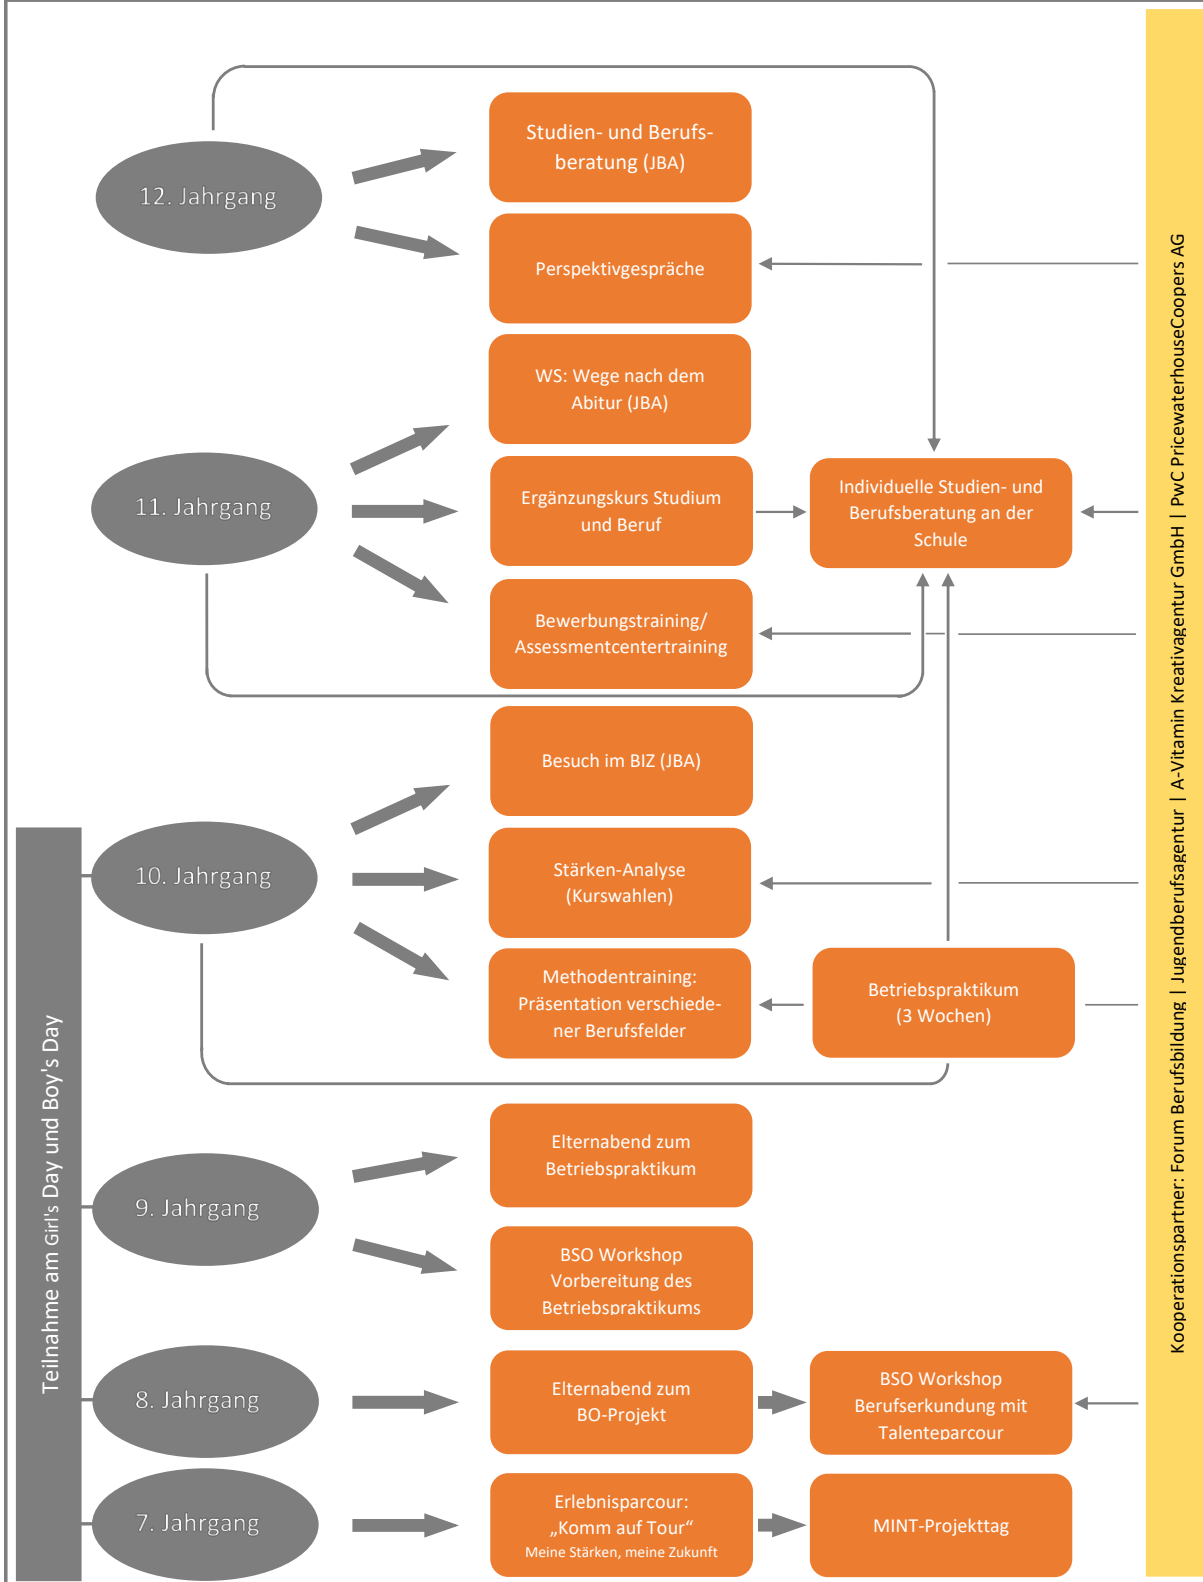 Studien- und Berufs-
beratung (JBA)
12. Jahrgang
Perspektivgespräche
WS: Wege nach dem
Abitur (JBA)
11. Jahrgang
Ergänzungskurs Studium
und Beruf
Individuelle Studien- und
Berufsberatung an der
Schule
Bewerbungstraining/
Assessmentcentertraining
Besuch im BIZ (JBA)
10. Jahrgang
Stärken-Analyse
(Kurswahlen)
Methodentraining:
Präsentation verschiede-
ner Berufsfelder
Betriebspraktikum
(3 Wochen)
Elternabend zum
Betriebspraktikum
9. Jahrgang
BSO Workshop
Vorbereitung des
Betriebspraktikums
8. Jahrgang
Elternabend zum
BO-Projekt
BSO Workshop
Berufserkundung mit
Talenteparcour
7. Jahrgang
Erlebnisparcour:
„Komm auf Tour“
Meine Stärken, meine Zukunft
MINT-Projekttag
Teilnahme am Girl's Day und Boy's Day
Kooperationspartner: Forum Berufsbildung | Jugendberufsagentur | A-Vitamin Kreativagentur GmbH | PwC PricewaterhouseCoopers AG